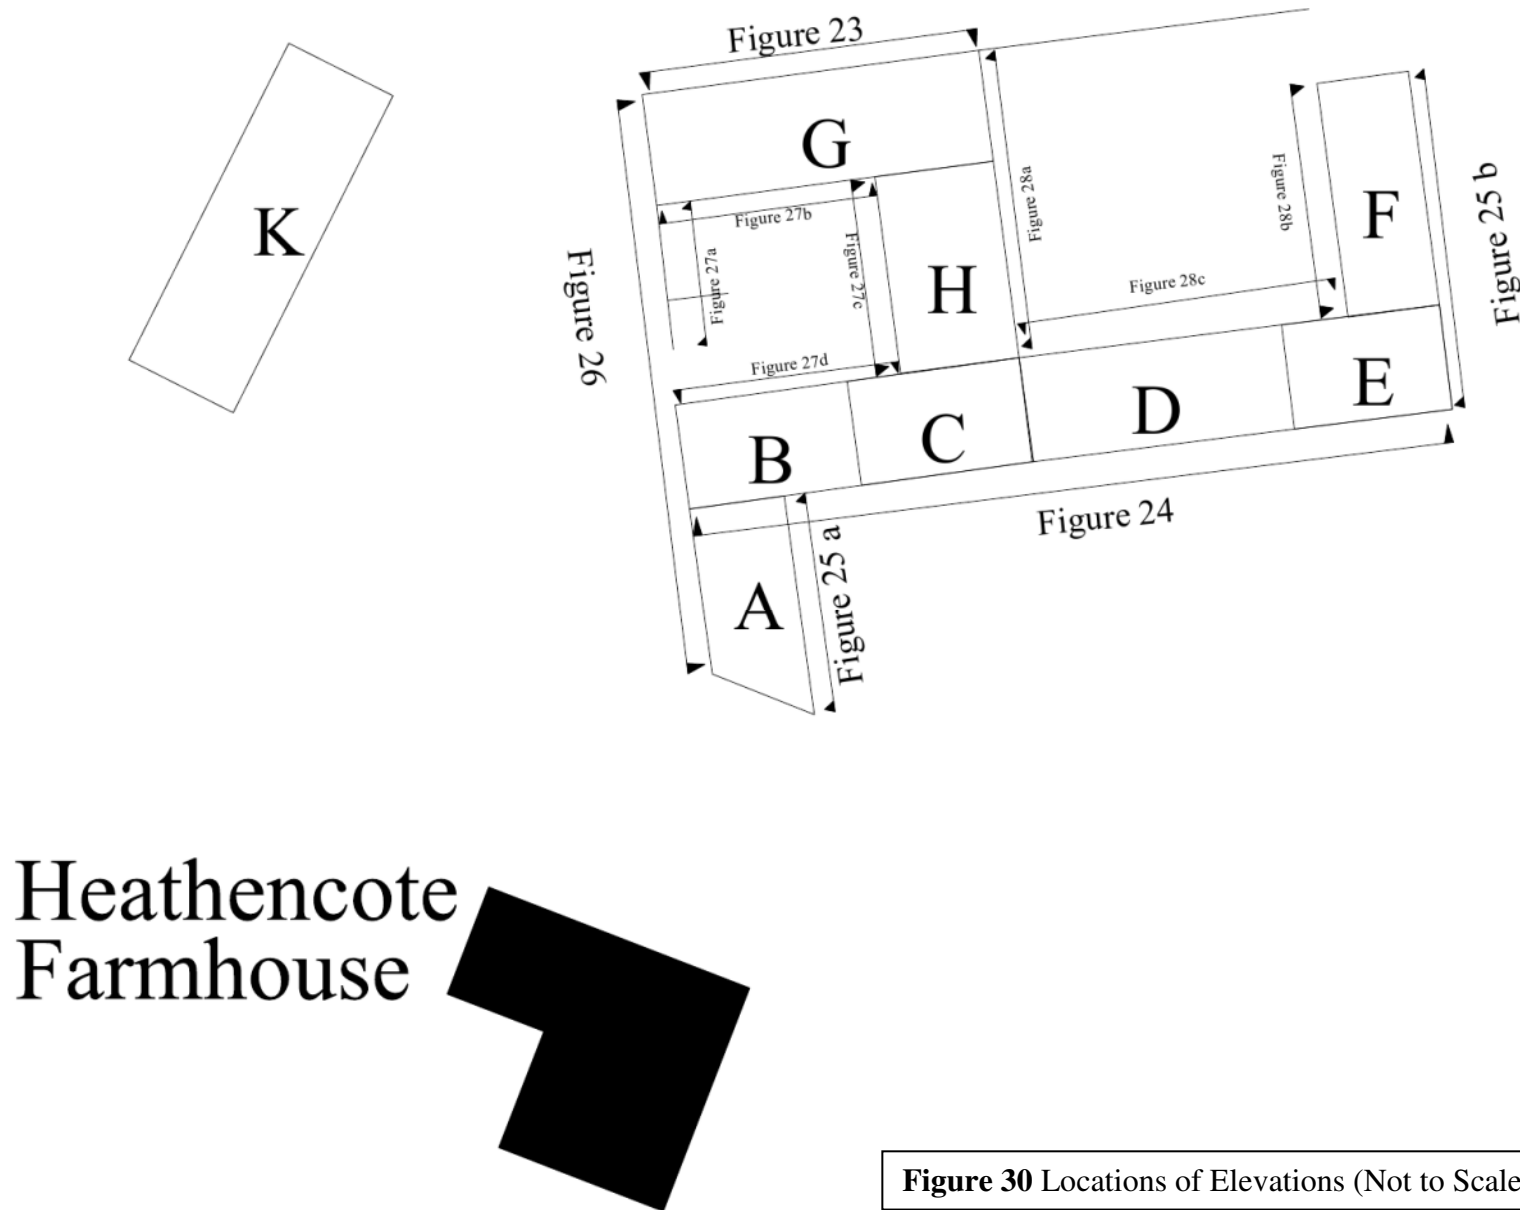 Figure 23
G
K
Figure 27b
Figure 28a
Figure 28b
F
Figure 25 b
Figure 26
Figure 27a
Figure 27c
H
Figure 28c
Figure 27d
B
C
D
E
Figure 24
A
Figure 25 a
Heathencote
Farmhouse
Figure 30 Locations of Elevations (Not to Scale